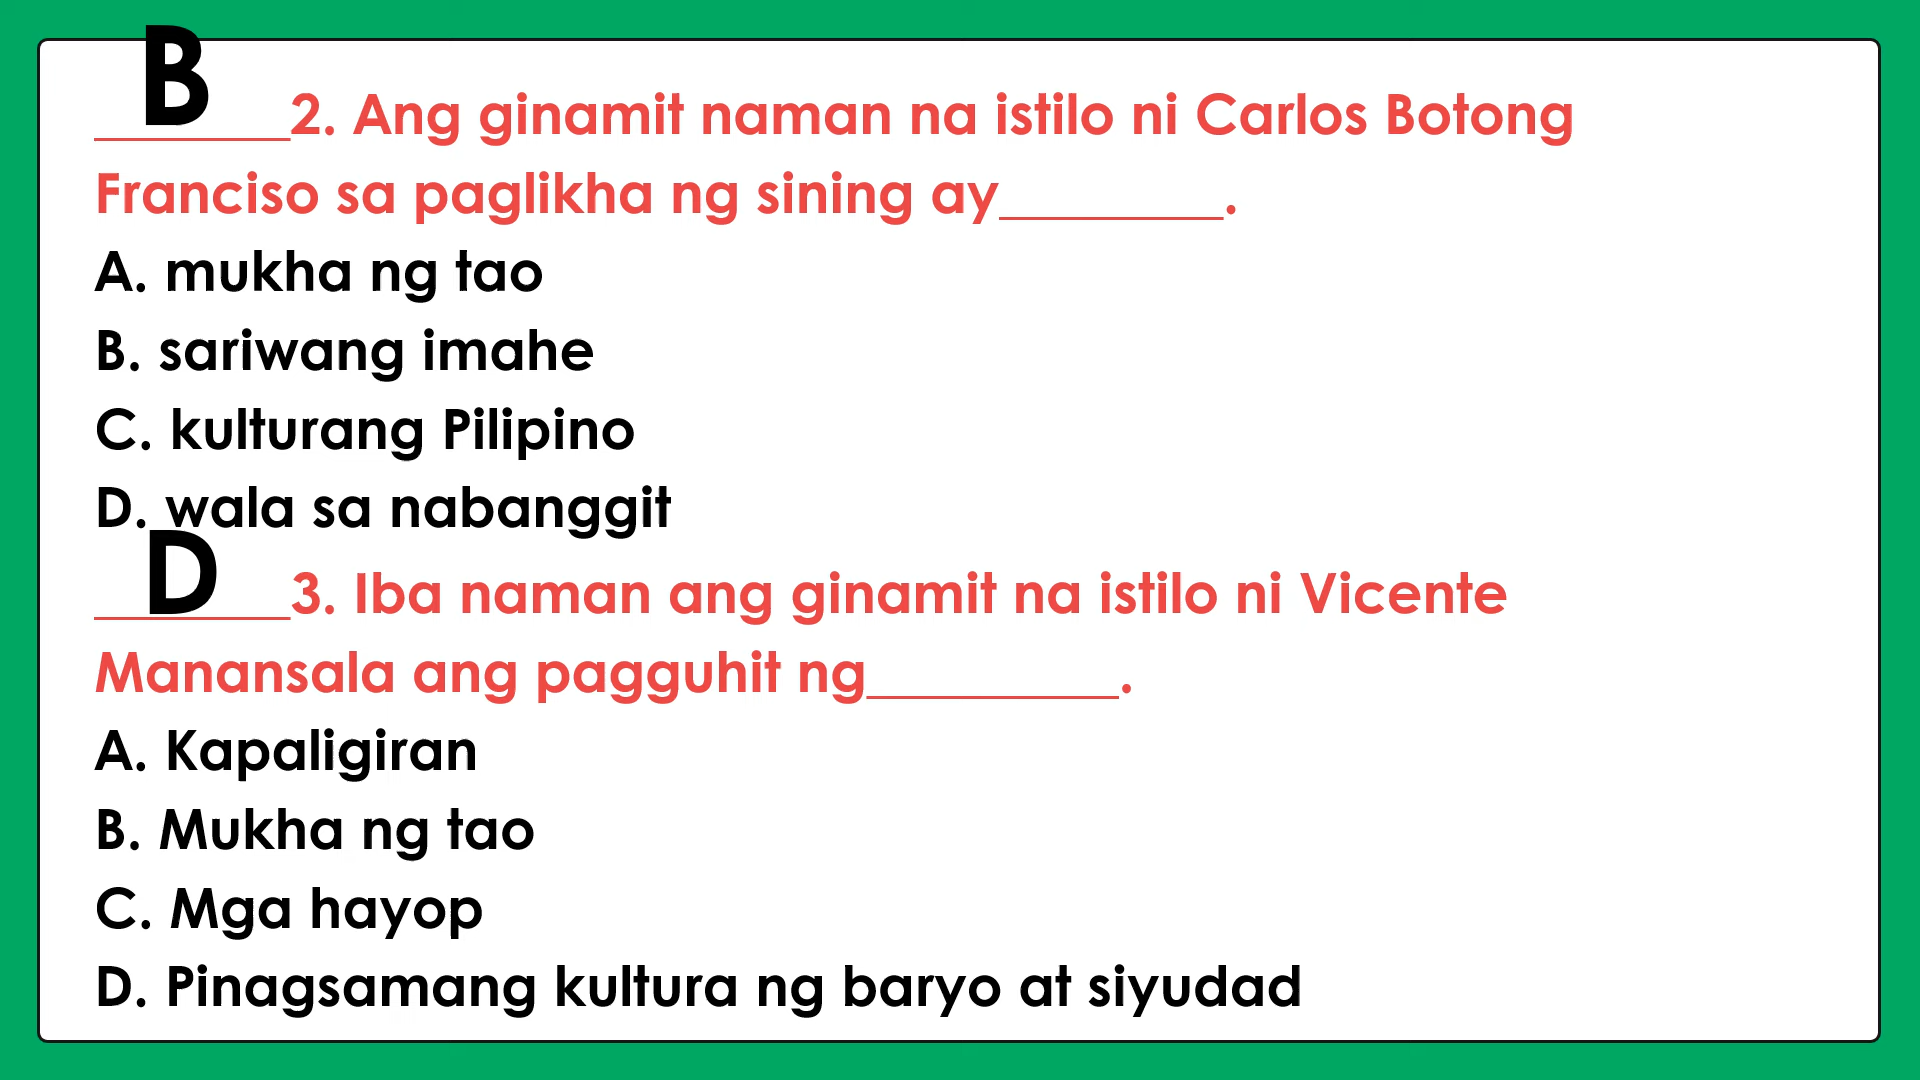 B
_______2. Ang ginamit naman na istilo ni Carlos Botong
Franciso sa paglikha ng sining ay________.
A. mukha ng tao
B. sariwang imahe
C. kulturang Pilipino
D. wala sa nabanggit
D
_______3. Iba naman ang ginamit na istilo ni Vicente
Manansala ang pagguhit ng_________.
A. Kapaligiran
B. Mukha ng tao
C. Mga hayop
D. Pinagsamang kultura ng baryo at siyudad